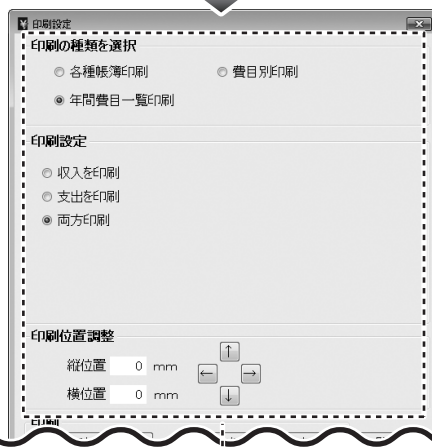 印刷設定
印刷の種類を選択
各種帳簿印刷 費目別印刷
年間費目一覧印刷
印刷設定
収入を印刷
支出を印刷
両方印刷
印刷位置調整
縦位置 0 mm
横位置 0 mm
↑
← →
↓
印刷